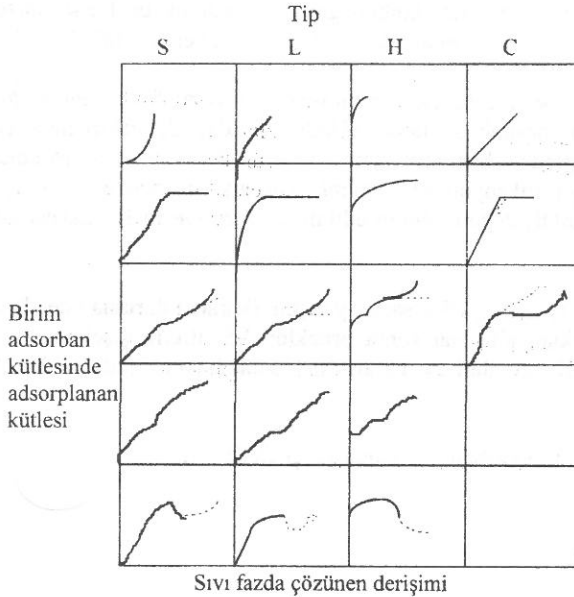 Tip
S L H C
Birim
adsorban
kütlesinde
adsorplanan
kütlesi
Sıvı fazda çözünen derişimi